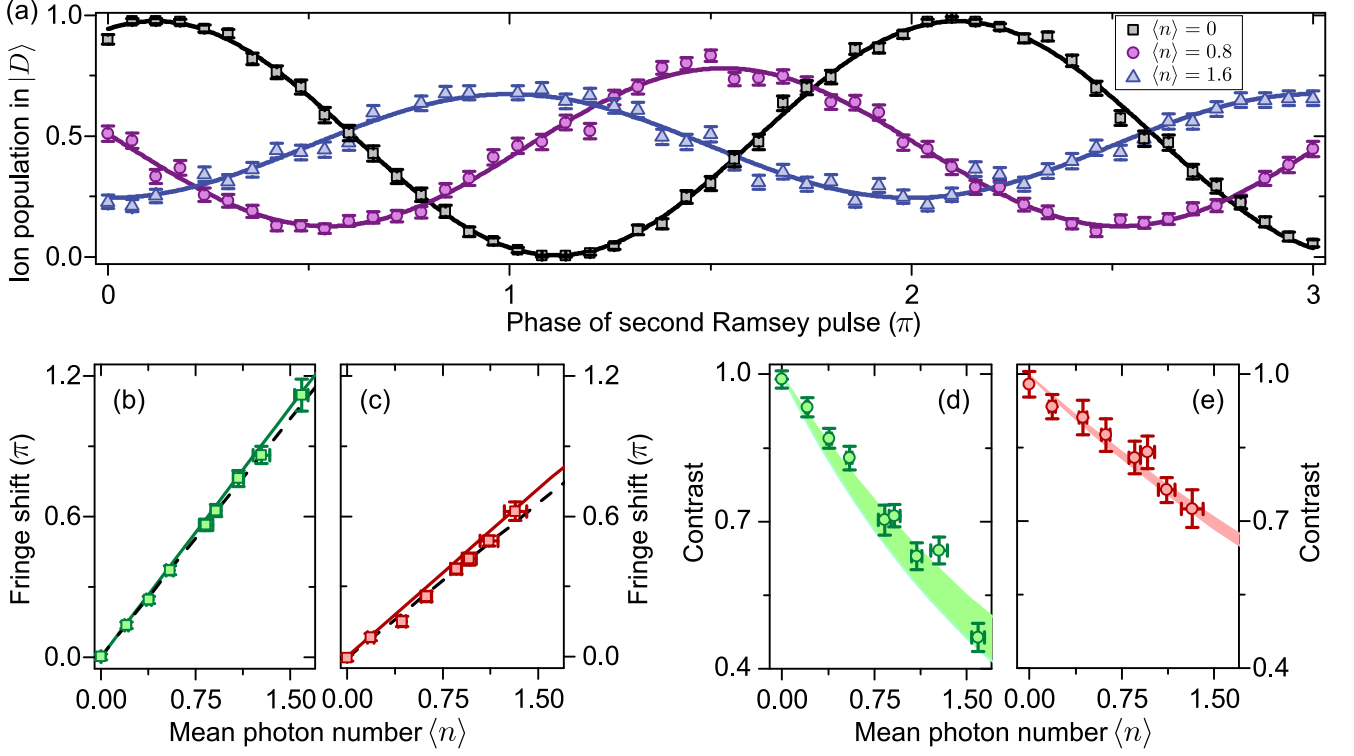 (a)
Ion population in |D⟩
1.0
0.5
0.0
⟨n⟩ = 0
⟨n⟩ = 0.8
⟨n⟩ = 1.6
0 1 2 3
Phase of second Ramsey pulse (π)
(b)
Fringe shift (π)
1.2
0.6
0.0
0.00 0.75 1.50
(c)
1.2
0.6
0.0
Fringe shift (π)
0.00 0.75 1.50
Mean photon number ⟨n⟩
(d)
Contrast
1.0
0.7
0.4
0.00 0.75 1.50
(e)
1.0
0.7
0.4
Contrast
0.00 0.75 1.50
Mean photon number ⟨n⟩